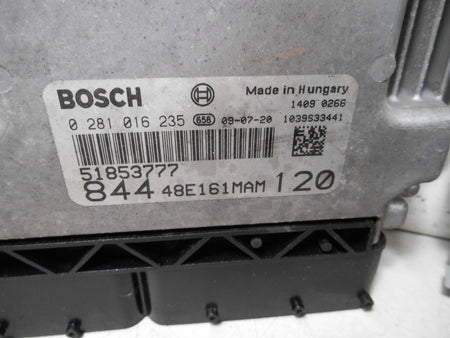 BOSCH Made in Hungary
1409 0266
0 281 016 235 656 09-07-20 1039S33441
51853777
844 48E161MAM 120